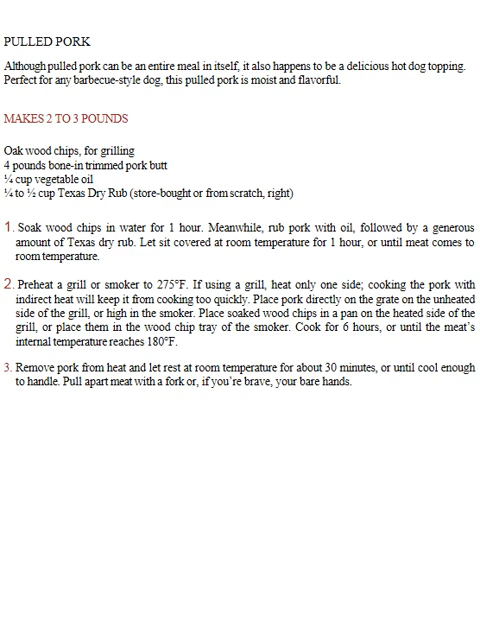 PULLED PORK
Although pulled pork can be an entire meal in itself, it also happens to be a delicious hot dog topping.
Perfect for any barbecue-style dog, this pulled pork is moist and flavorful.
MAKES 2 TO 3 POUNDS
Oak wood chips, for grilling
4 pounds bone-in trimmed pork butt
¼ cup vegetable oil
¼ to ½ cup Texas Dry Rub (store-bought or from scratch, right)
1. Soak wood chips in water for 1 hour. Meanwhile, rub pork with oil, followed by a generous
amount of Texas dry rub. Let sit covered at room temperature for 1 hour, or until meat comes to
room temperature.
2. Preheat a grill or smoker to 275°F. If using a grill, heat only one side; cooking the pork with
indirect heat will keep it from cooking too quickly. Place pork directly on the grate on the unheated
side of the grill, or high in the smoker. Place soaked wood chips in a pan on the heated side of the
grill, or place them in the wood chip tray of the smoker. Cook for 6 hours, or until the meat's
internal temperature reaches 180°F.
3. Remove pork from heat and let rest at room temperature for about 30 minutes, or until cool enough
to handle. Pull apart meat with a fork or, if you're brave, your bare hands.